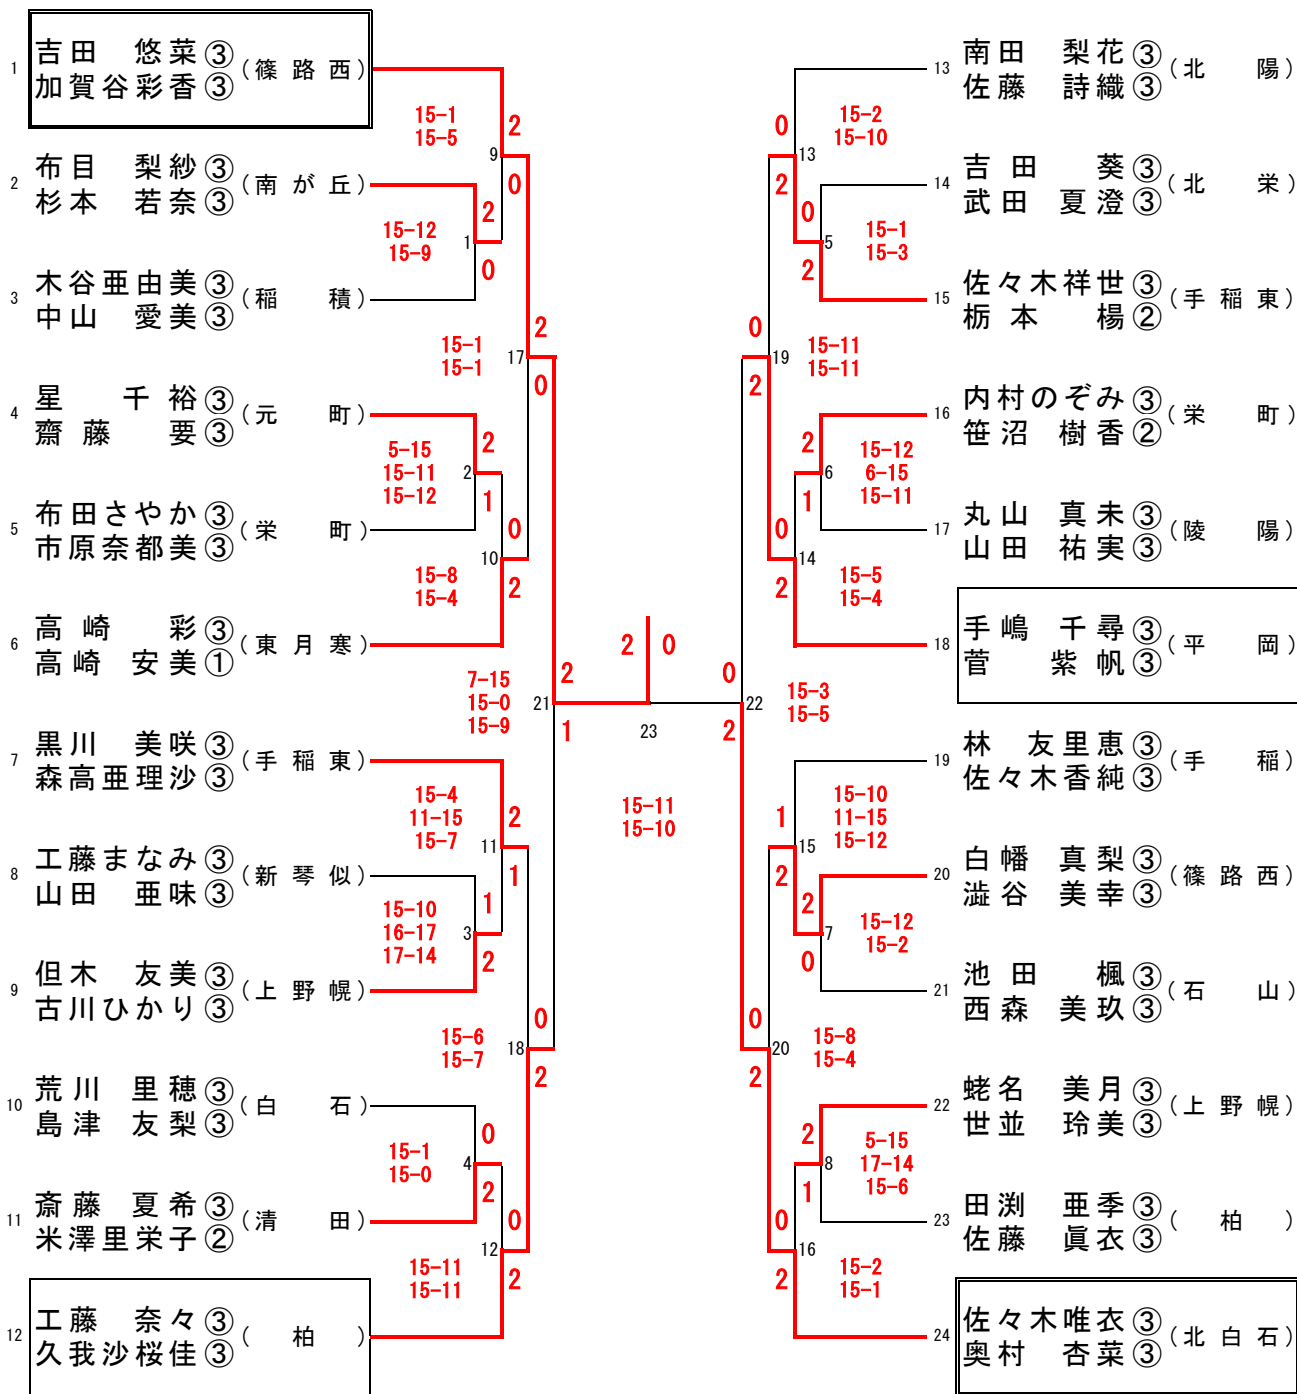 1 吉田 悠菜③ (篠路西)
加賀谷彩香③
15-1
15-5
2
9
0
2 布目 梨紗③ (南が丘)
杉本 若奈③
2
15-12
15-9
1
0
3 木谷亜由美③ (稲積)
中山 愛美③
2
15-1
15-1
17
0
4 星 千裕③ (元町)
齋藤 要③
2
5-15
15-11
15-12
2
1
5 布田さやか③ (栄町)
市原奈都美③
0
10
15-8
15-4
2
6 高崎 彩③ (東月寒)
高崎 安美①
2
7-15
15-0
15-9
21
1
7 黒川 美咲③ (手稲東)
森高亜理沙③
15-4
11-15
15-7
2
11
1
8 工藤まなみ③ (新琴似)
山田 亜味③
1
15-10
16-17
17-14
3
2
9 但木 友美③ (上野幌)
古川ひかり③
0
15-6
15-7
18
2
10 荒川 里穂③ (白石)
島津 友梨③
0
15-1
15-0
4
2
11 斎藤 夏希③ (清田)
米澤里栄子②
0
12
15-11
15-11
2
12 工藤 奈々③ (柏)
久我沙桜佳③
2 0
23
15-11
15-10
13 南田 梨花③ (北陽)
佐藤 詩織③
0
15-2
15-10
13
2
14 吉田 葵③ (北栄)
武田 夏澄③
0
5
15-1
15-3
2
15 佐々木祥世③ (手稲東)
栃本 楊②
0
19
15-11
15-11
2
16 内村のぞみ③ (栄町)
笹沼 樹香②
2
15-12
6-15
15-11
6
1
17 丸山 真未③ (陵陽)
山田 祐実③
0
14
15-5
15-4
2
18 手嶋 千尋③ (平岡)
菅 紫帆③
0
22
15-3
15-5
2
19 林 友里恵③ (手稲)
佐々木香純③
1
15-10
11-15
15-12
15
2
20 白幡 真梨③ (篠路西)
澁谷 美幸③
2
15-12
15-2
7
0
21 池田 楓③ (石山)
西森 美玖③
0
20
15-8
15-4
2
22 蛯名 美月③ (上野幌)
世並 玲美③
2
5-15
17-14
15-6
8
1
23 田渕 亜季③ (柏)
佐藤 眞衣③
0
16
15-2
15-1
2
24 佐々木唯衣③ (北白石)
奥村 杏菜③